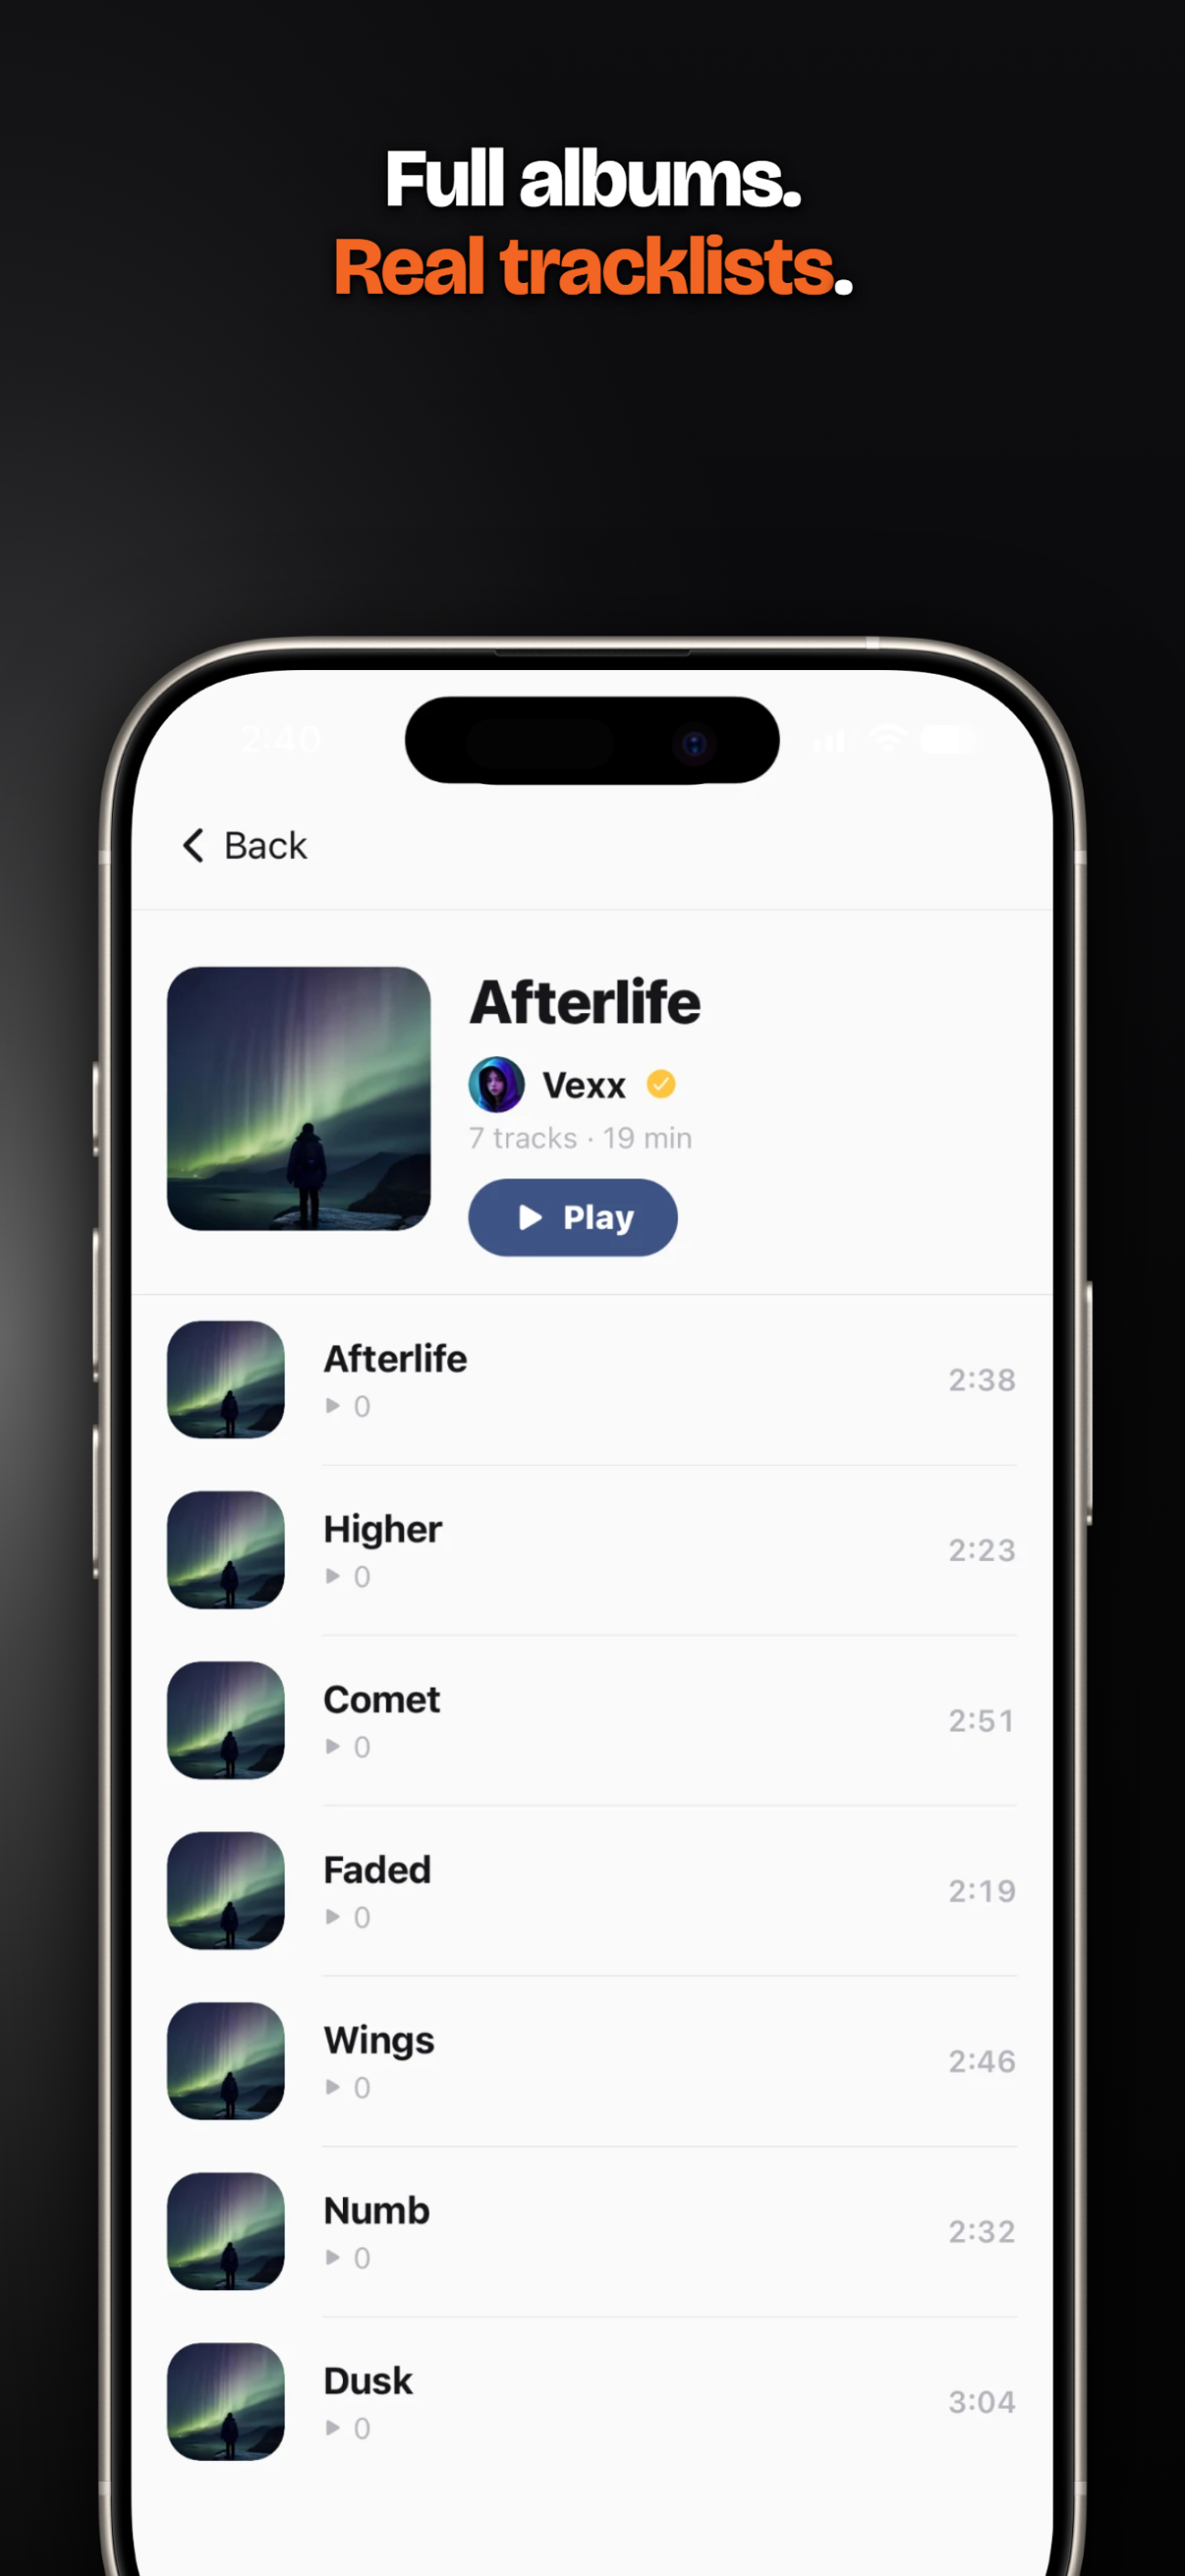 Full albums.
Real tracklists.
2:40
Back
Afterlife
Vexx
7 tracks · 19 min
Play
Afterlife
0
2:38
Higher
0
2:23
Comet
0
2:51
Faded
0
2:19
Wings
0
2:46
Numb
0
2:32
Dusk
0
3:04